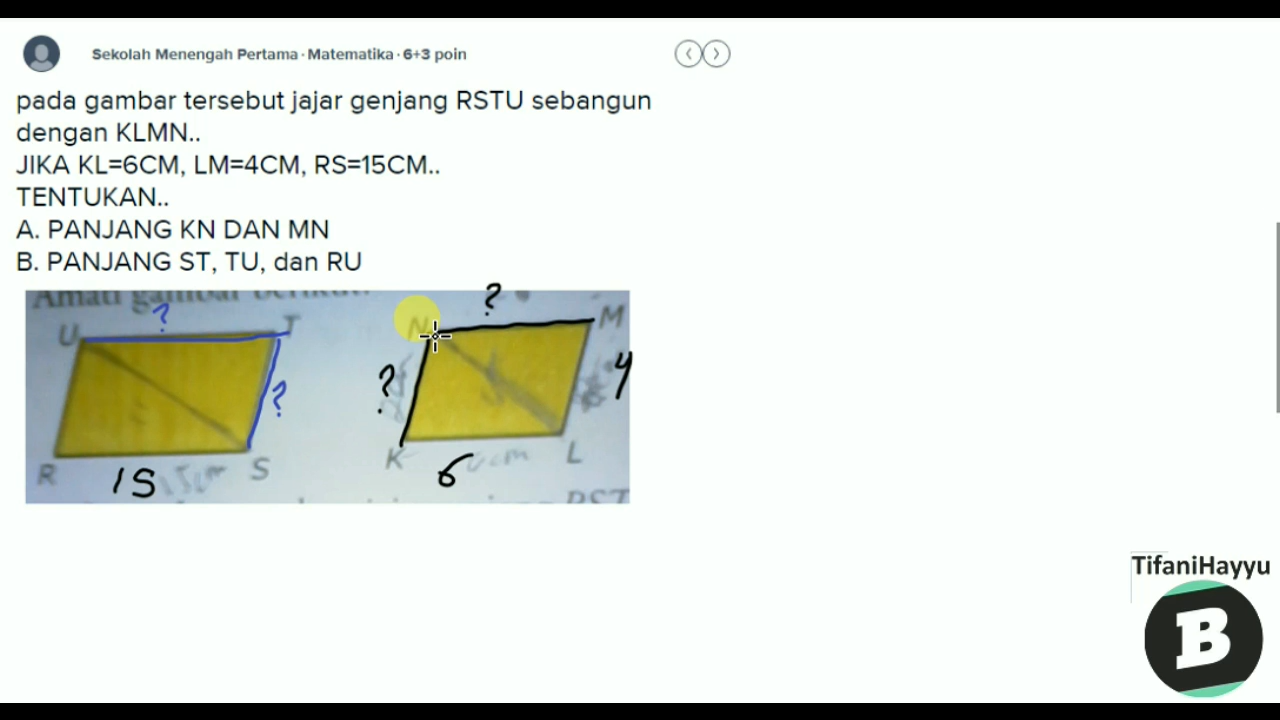 Sekolah Menengah Pertama · Matematika · 6+3 poin
pada gambar tersebut jajar genjang RSTU sebangun
dengan KLMN..
JIKA KL=6CM, LM=4CM, RS=15CM..
TENTUKAN..
A. PANJANG KN DAN MN
B. PANJANG ST, TU, dan RU
Amati gambar berikut.
?
?
U
T
N
M
?
?
4
R
15
S
K
6
L
RST
TifaniHayyu
B